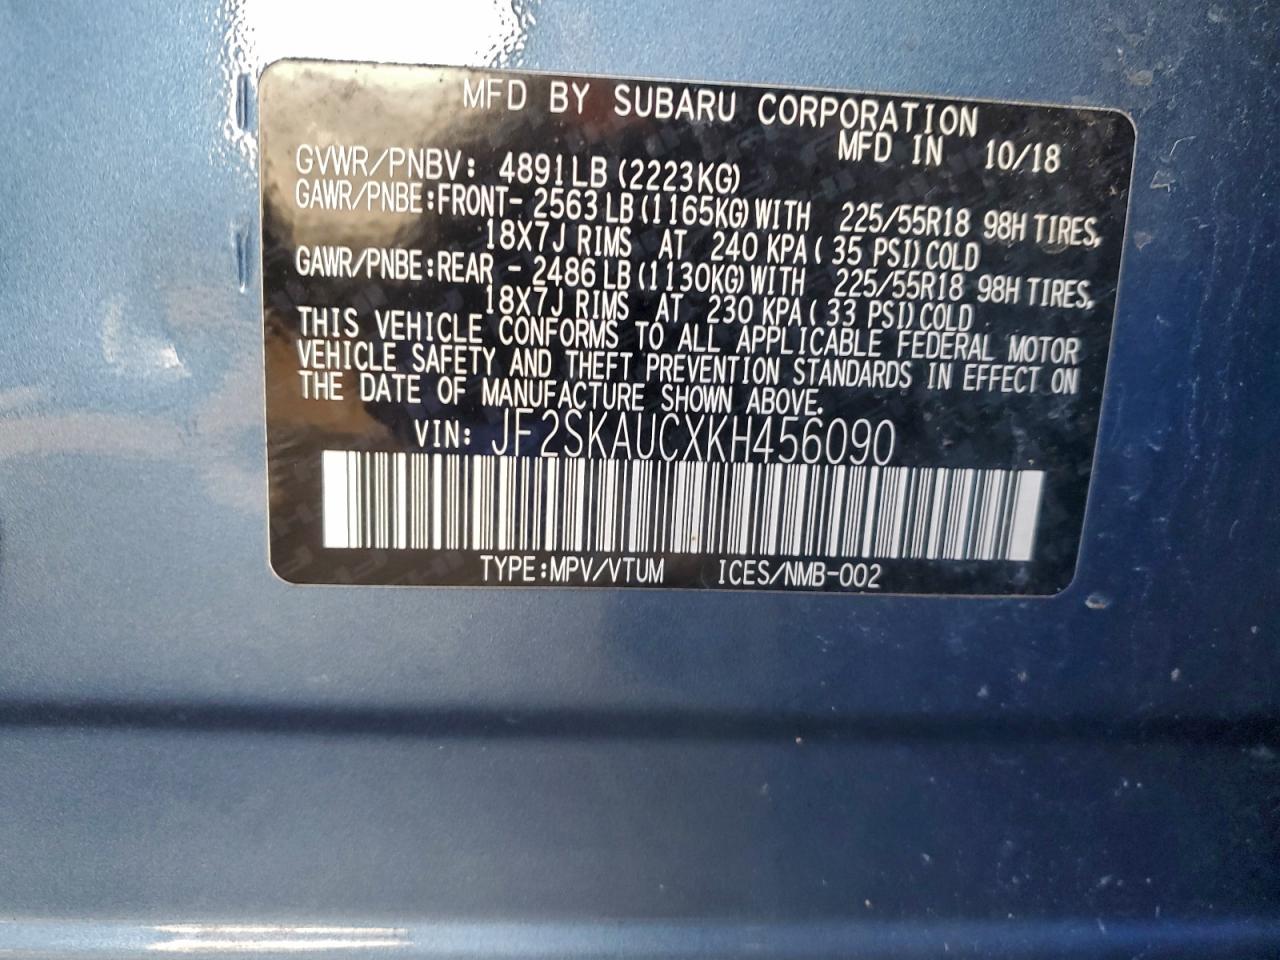 MFD BY SUBARU CORPORATION
MFD IN 10/18
GVWR/PNBV: 4891LB (2223KG)
GAWR/PNBE:FRONT- 2563 LB (1165KG) WITH 225/55R18 98H TIRES,
18X7J RIMS AT 240 KPA ( 35 PSI) COLD
GAWR/PNBE:REAR - 2486 LB (1130KG) WITH 225/55R18 98H TIRES,
18X7J RIMS AT 230 KPA ( 33 PSI) COLD
THIS VEHICLE CONFORMS TO ALL APPLICABLE FEDERAL MOTOR
VEHICLE SAFETY AND THEFT PREVENTION STANDARDS IN EFFECT ON
THE DATE OF MANUFACTURE SHOWN ABOVE.
VIN: JF2SKAUCXKH456090
TYPE:MPV/VTUM ICES/NMB-002